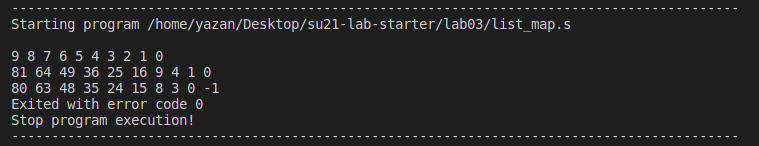 --------------------------------------------------------------------------------
Starting program /home/yazan/Desktop/su21-lab-starter/lab03/list_map.s
9 8 7 6 5 4 3 2 1 0
81 64 49 36 25 16 9 4 1 0
80 63 48 35 24 15 8 3 0 -1
Exited with error code 0
Stop program execution!
--------------------------------------------------------------------------------